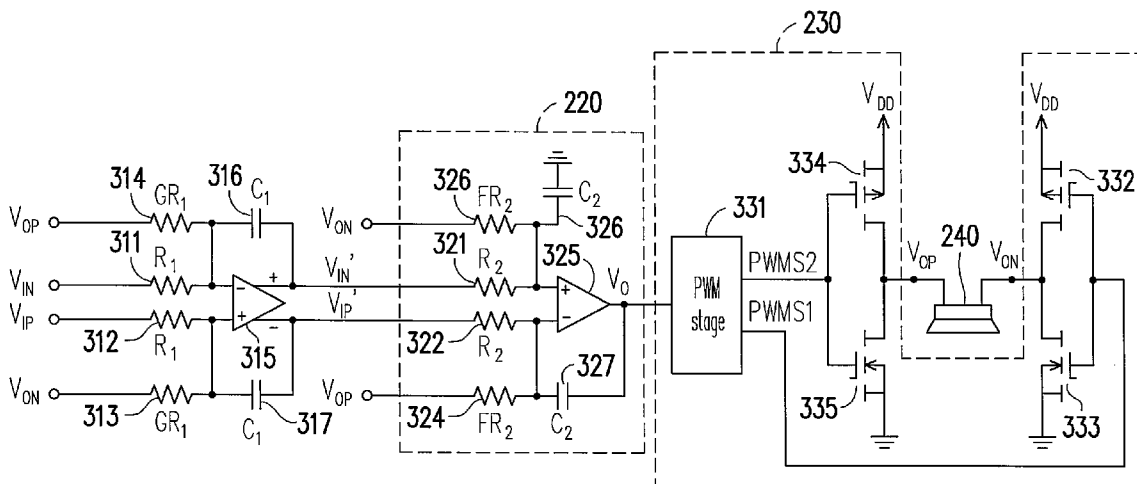 230
220
V_DD
V_DD
334
332
314
GR₁
316
C₁
326
FR₂
C₂
326
331
V_OP
V_ON
311
R₁
321
R₂
325
V_O
PWMS2
V_OP
240
V_ON
V_IN
−
+
V_IN'
+
PWM
stage
V_IP
+
−
V_IP'
−
PWMS1
312
R₁
315
322
R₂
327
V_ON
313
GR₁
C₁
317
V_OP
324
FR₂
C₂
335
333